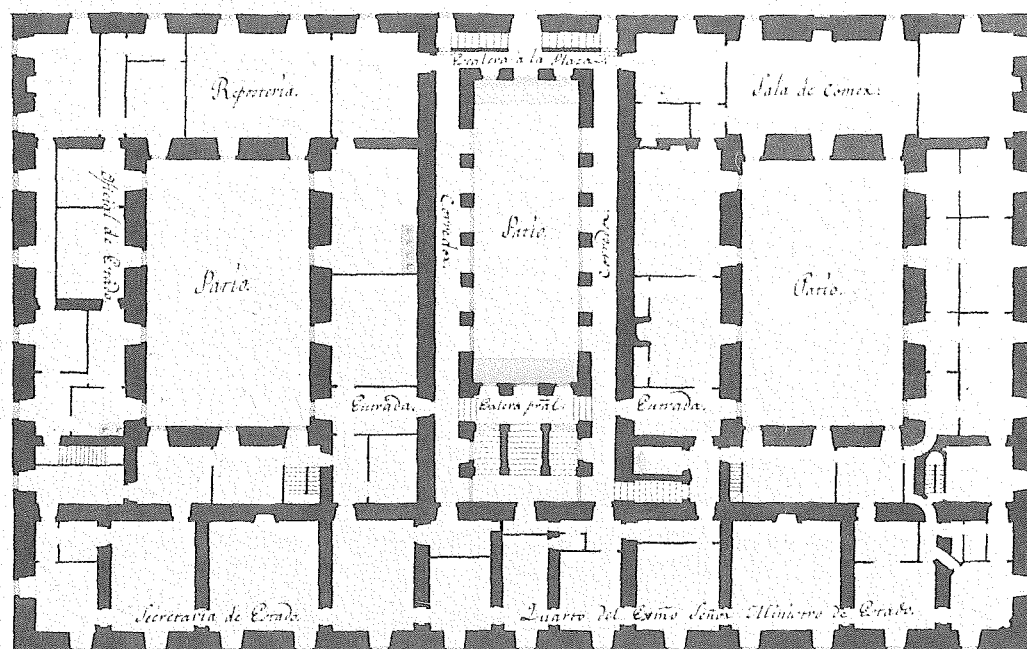 Escalera a la Plaza.
Repostería.
Sala de Comer.
Oficial de Estado
Corredor.
Patio.
Corredor.
Patio.
Patio.
Entrada.
Escalera pñal.
Entrada.
Secretaria de Estado.
Quarto del Exmo Señor Ministro de Estado.